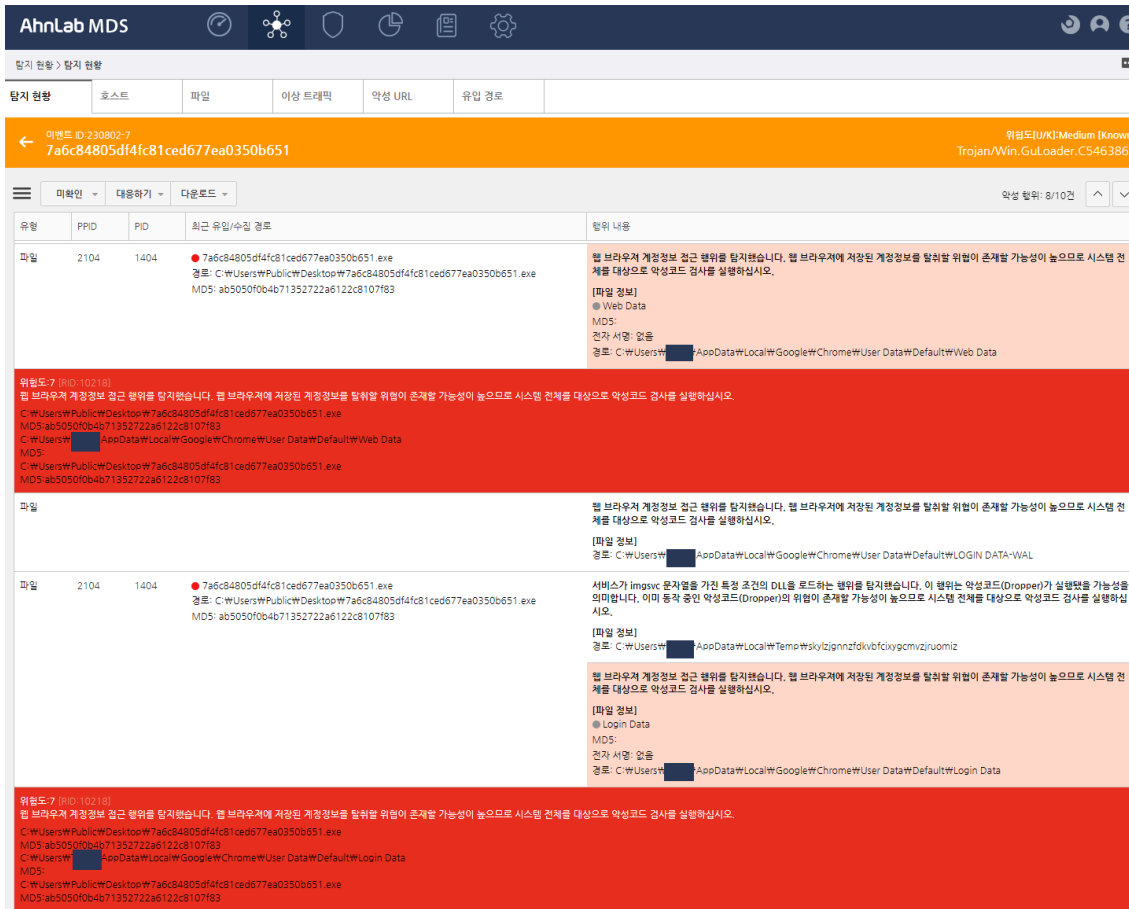 AhnLab MDS
탐지 현황 > 탐지 현황
탐지 현황 호스트 파일 이상 트래픽 악성 URL 유입 경로
이벤트 ID:230802-7
7a6c84805df4fc81ced677ea0350b651
위험도[U/K]:Medium [Know
Trojan/Win.GuLoader.C546386
미확인 대응하기 다운로드
악성 행위: 8/10건
유형 PPID PID 최근 유입/수집 경로 행위 내용
파일 2104 1404 7a6c84805df4fc81ced677ea0350b651.exe
경로: C:₩Users₩Public₩Desktop₩7a6c84805df4fc81ced677ea0350b651.exe
MD5: ab5050f0b4b71352722a6122c8107f83
웹 브라우져 계정정보 접근 행위를 탐지했습니다. 웹 브라우져에 저장된 계정정보를 탈취할 위협이 존재할 가능성이 높으므로 시스템 전
체를 대상으로 악성코드 검사를 실행하십시오.
[파일 정보]
Web Data
MD5:
전자 서명: 없음
경로: C:₩Users₩ AppData₩Local₩Google₩Chrome₩User Data₩Default₩Web Data
위험도:7 [RID:10218]
웹 브라우져 계정정보 접근 행위를 탐지했습니다. 웹 브라우져에 저장된 계정정보를 탈취할 위협이 존재할 가능성이 높으므로 시스템 전체를 대상으로 악성코드 검사를 실행하십시오.
C:₩Users₩Public₩Desktop₩7a6c84805df4fc81ced677ea0350b651.exe
MD5:ab5050f0b4b71352722a6122c8107f83
C:₩Users₩ AppData₩Local₩Google₩Chrome₩User Data₩Default₩Web Data
MD5:
C:₩Users₩Public₩Desktop₩7a6c84805df4fc81ced677ea0350b651.exe
MD5:ab5050f0b4b71352722a6122c8107f83
파일
웹 브라우져 계정정보 접근 행위를 탐지했습니다. 웹 브라우져에 저장된 계정정보를 탈취할 위협이 존재할 가능성이 높으므로 시스템 전
체를 대상으로 악성코드 검사를 실행하십시오.
[파일 정보]
경로: C:₩Users₩ AppData₩Local₩Google₩Chrome₩User Data₩Default₩LOGIN DATA-WAL
파일 2104 1404 7a6c84805df4fc81ced677ea0350b651.exe
경로: C:₩Users₩Public₩Desktop₩7a6c84805df4fc81ced677ea0350b651.exe
MD5: ab5050f0b4b71352722a6122c8107f83
서비스가 imgsvc 문자열을 가진 특정 조건의 DLL을 로드하는 행위를 탐지했습니다. 이 행위는 악성코드(Dropper)가 실행됐을 가능성을
의미합니다. 이미 동작 중인 악성코드(Dropper)의 위협이 존재할 가능성이 높으므로 시스템 전체를 대상으로 악성코드 검사를 실행하십
시오.
[파일 정보]
경로: C:₩Users₩ AppData₩Local₩Temp₩skylzjgnnzfdkvbfcixygcmvzjruomiz
웹 브라우져 계정정보 접근 행위를 탐지했습니다. 웹 브라우져에 저장된 계정정보를 탈취할 위협이 존재할 가능성이 높으므로 시스템 전
체를 대상으로 악성코드 검사를 실행하십시오.
[파일 정보]
Login Data
MD5:
전자 서명: 없음
경로: C:₩Users₩ AppData₩Local₩Google₩Chrome₩User Data₩Default₩Login Data
위험도:7 [RID:10218]
웹 브라우져 계정정보 접근 행위를 탐지했습니다. 웹 브라우져에 저장된 계정정보를 탈취할 위협이 존재할 가능성이 높으므로 시스템 전체를 대상으로 악성코드 검사를 실행하십시오.
C:₩Users₩Public₩Desktop₩7a6c84805df4fc81ced677ea0350b651.exe
MD5:ab5050f0b4b71352722a6122c8107f83
C:₩Users₩ AppData₩Local₩Google₩Chrome₩User Data₩Default₩Login Data
MD5:
C:₩Users₩Public₩Desktop₩7a6c84805df4fc81ced677ea0350b651.exe
MD5:ab5050f0b4b71352722a6122c8107f83